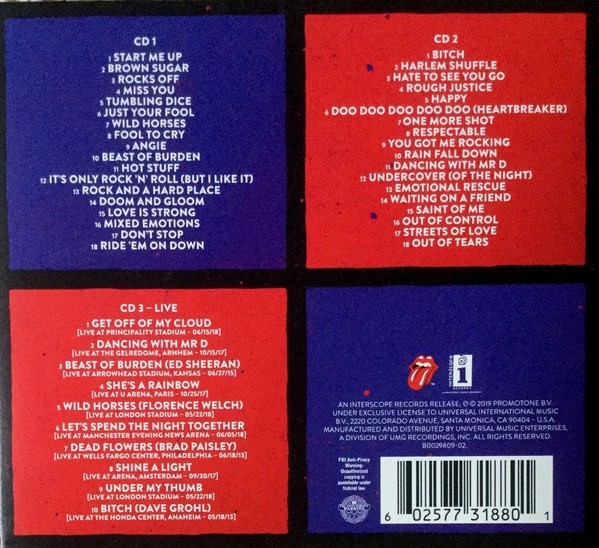 CD 1
1 START ME UP
2 BROWN SUGAR
3 ROCKS OFF
4 MISS YOU
5 TUMBLING DICE
6 JUST YOUR FOOL
7 WILD HORSES
8 FOOL TO CRY
9 ANGIE
10 BEAST OF BURDEN
11 HOT STUFF
12 IT'S ONLY ROCK 'N' ROLL (BUT I LIKE IT)
13 ROCK AND A HARD PLACE
14 DOOM AND GLOOM
15 LOVE IS STRONG
16 MIXED EMOTIONS
17 DON'T STOP
18 RIDE 'EM ON DOWN
CD 2
1 BITCH
2 HARLEM SHUFFLE
3 HATE TO SEE YOU GO
4 ROUGH JUSTICE
5 HAPPY
6 DOO DOO DOO DOO DOO (HEARTBREAKER)
7 ONE MORE SHOT
8 RESPECTABLE
9 YOU GOT ME ROCKING
10 RAIN FALL DOWN
11 DANCING WITH MR D
12 UNDERCOVER (OF THE NIGHT)
13 EMOTIONAL RESCUE
14 WAITING ON A FRIEND
15 SAINT OF ME
16 OUT OF CONTROL
17 STREETS OF LOVE
18 OUT OF TEARS
CD 3 – LIVE
1 GET OFF OF MY CLOUD
[LIVE AT PRINCIPALITY STADIUM – 06/15/18]
2 DANCING WITH MR D
[LIVE AT THE GELREDOME, ARNHEM – 10/15/17]
3 BEAST OF BURDEN (ED SHEERAN)
[LIVE AT ARROWHEAD STADIUM, KANSAS – 06/27/15]
4 SHE'S A RAINBOW
[LIVE AT U ARENA, PARIS – 10/25/17]
5 WILD HORSES (FLORENCE WELCH)
[LIVE AT LONDON STADIUM – 05/22/18]
6 LET'S SPEND THE NIGHT TOGETHER
[LIVE AT MANCHESTER EVENING NEWS ARENA – 06/05/18]
7 DEAD FLOWERS (BRAD PAISLEY)
[LIVE AT WELLS FARGO CENTER, PHILADELPHIA – 06/18/13]
8 SHINE A LIGHT
[LIVE AT ARENA, AMSTERDAM – 09/30/17]
9 UNDER MY THUMB
[LIVE AT LONDON STADIUM – 05/22/18]
10 BITCH (DAVE GROHL)
[LIVE AT THE HONDA CENTER, ANAHEIM – 05/18/13]
INTERSCOPE
RECORDS
AN INTERSCOPE RECORDS RELEASE, ℗ © 2019 PROMOTONE B.V.
UNDER EXCLUSIVE LICENSE TO UNIVERSAL INTERNATIONAL MUSIC
B.V., 2220 COLORADO AVENUE, SANTA MONICA, CA 90404 – U.S.A.
MANUFACTURED AND DISTRIBUTED BY UNIVERSAL MUSIC ENTERPRISES,
A DIVISION OF UMG RECORDINGS, INC. ALL RIGHTS RESERVED.
B0029809-02.
FBI Anti-Piracy
Warning:
Unauthorized
copying is
punishable under
federal law.
6 02577 31880 1